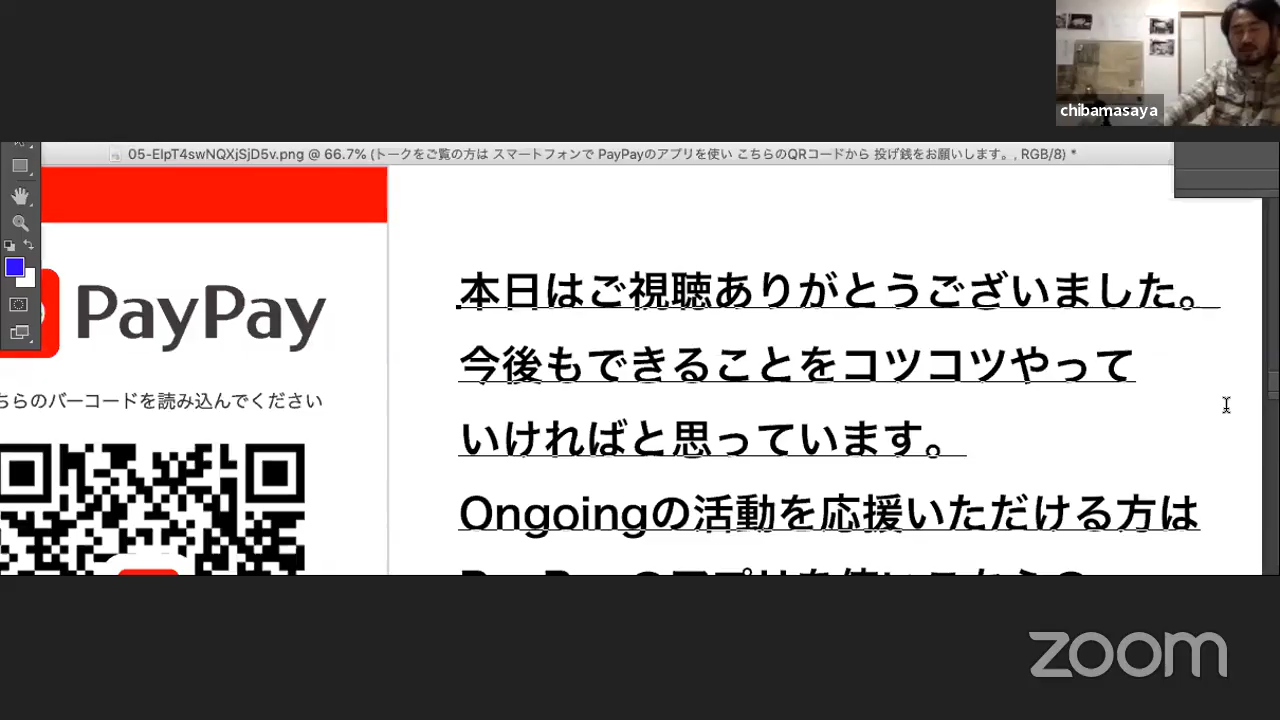 chibamasaya
05-ElpT4swNQXjSjD5v.png @ 66.7% (トークをご覧の方は スマートフォンで PayPayのアプリを使い こちらのQRコードから 投げ銭をお願いします。, RGB/8) *
PayPay
ちらのバーコードを読み込んでください
本日はご視聴ありがとうございました。
今後もできることをコツコツやって
いければと思っています。
Ongoingの活動を応援いただける方は
zoom